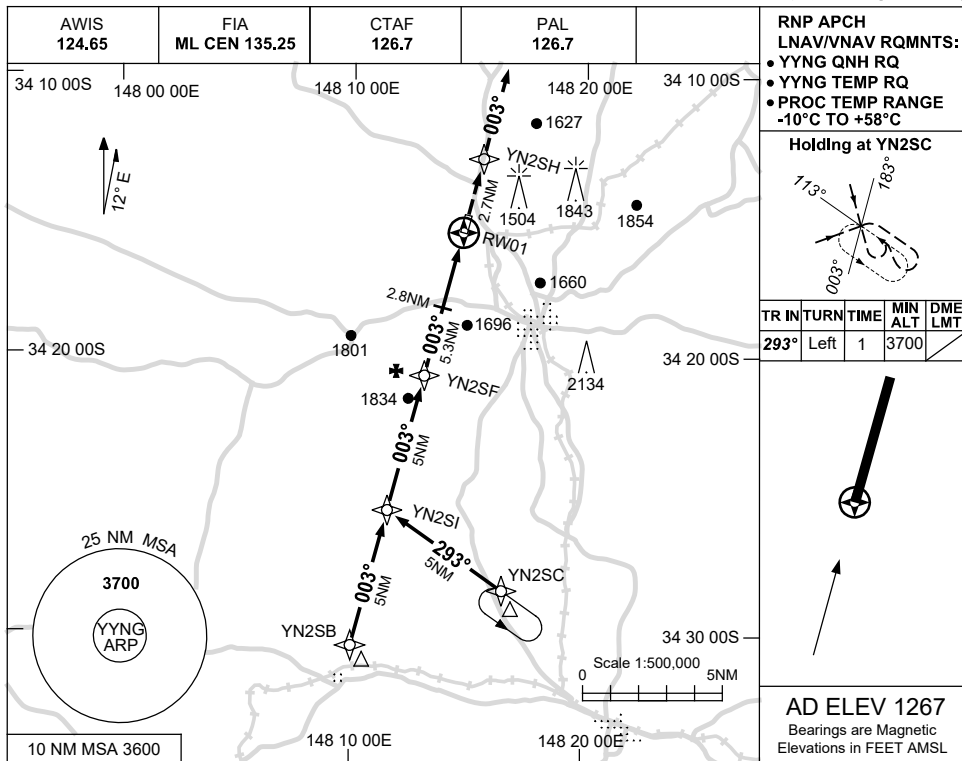 AWIS
124.65
FIA
ML CEN 135.25
CTAF
126.7
PAL
126.7
RNP APCH
LNAV/VNAV RQMNTS:
• YYNG QNH RQ
• YYNG TEMP RQ
• PROC TEMP RANGE
-10°C TO +58°C
34 10 00S
148 00 00E
148 10 00E
148 20 00E
34 10 00S
12° E
003°
1627
YN2SH
2.7NM
1504
1843
1854
RW01
1660
2.8NM
1696
1801
003°
5.3NM
34 20 00S
34 20 00S
2134
YN2SF
1834
003°
5NM
YN2SI
293°
5NM
YN2SC
003°
5NM
YN2SB
25 NM MSA
3700
YYNG
ARP
34 30 00S
Scale 1:500,000
0
5NM
10 NM MSA 3600
148 10 00E
148 20 00E
Holding at YN2SC
113°
183°
003°
TR IN
TURN
TIME
MIN
ALT
DME
LMT
293°
Left
1
3700
AD ELEV 1267
Bearings are Magnetic
Elevations in FEET AMSL